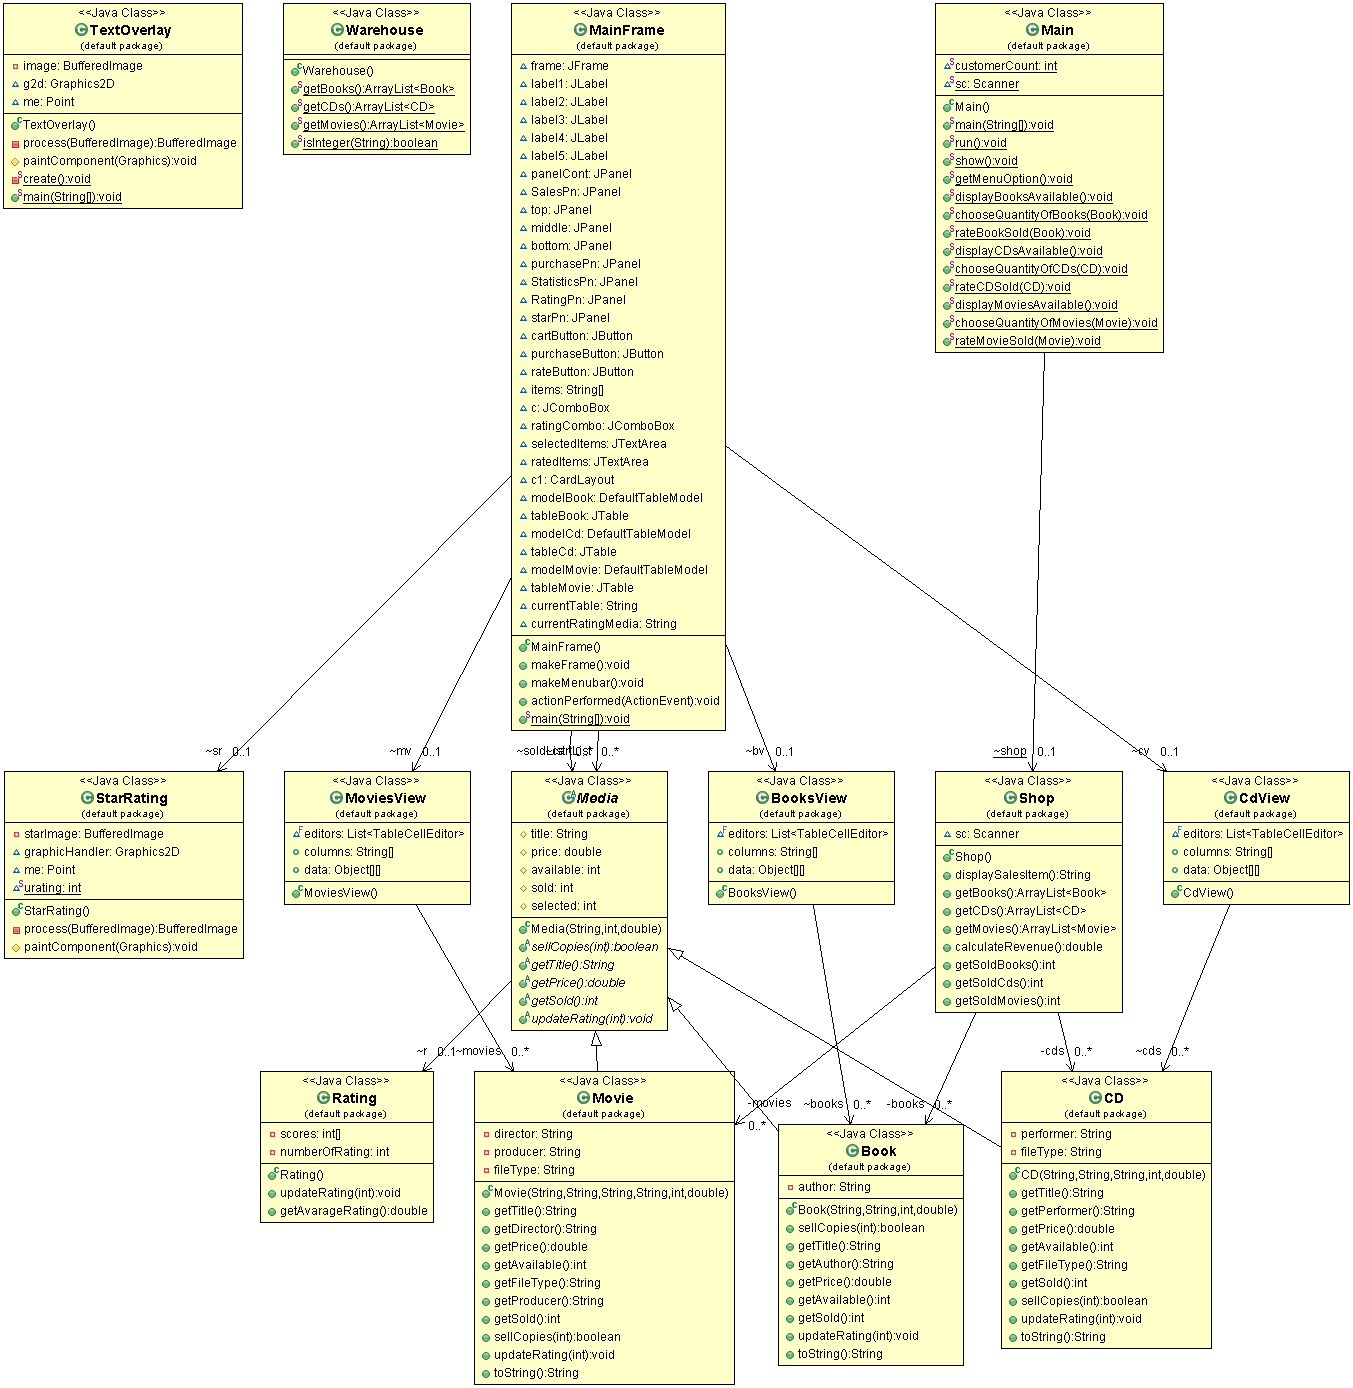 <<Java Class>>
TextOverlay
(default package)
image: BufferedImage
g2d: Graphics2D
me: Point
TextOverlay()
process(BufferedImage):BufferedImage
paintComponent(Graphics):void
create():void
main(String[]):void
<<Java Class>>
Warehouse
(default package)
Warehouse()
getBooks():ArrayList<Book>
getCDs():ArrayList<CD>
getMovies():ArrayList<Movie>
isInteger(String):boolean
<<Java Class>>
MainFrame
(default package)
frame: JFrame
label1: JLabel
label2: JLabel
label3: JLabel
label4: JLabel
label5: JLabel
panelCont: JPanel
SalesPn: JPanel
top: JPanel
middle: JPanel
bottom: JPanel
purchasePn: JPanel
StatisticsPn: JPanel
RatingPn: JPanel
starPn: JPanel
cartButton: JButton
purchaseButton: JButton
rateButton: JButton
items: String[]
c: JComboBox
ratingCombo: JComboBox
selectedItems: JTextArea
ratedItems: JTextArea
c1: CardLayout
modelBook: DefaultTableModel
tableBook: JTable
modelCd: DefaultTableModel
tableCd: JTable
modelMovie: DefaultTableModel
tableMovie: JTable
currentTable: String
currentRatingMedia: String
MainFrame()
makeFrame():void
makeMenubar():void
actionPerformed(ActionEvent):void
main(String[]):void
<<Java Class>>
Main
(default package)
customerCount: int
sc: Scanner
Main()
main(String[]):void
run():void
show():void
getMenuOption():void
displayBooksAvailable():void
chooseQuantityOfBooks(Book):void
rateBookSold(Book):void
displayCDsAvailable():void
chooseQuantityOfCDs(CD):void
rateCDSold(CD):void
displayMoviesAvailable():void
chooseQuantityOfMovies(Movie):void
rateMovieSold(Movie):void
~sr 0..1
~mv 0..1
0..*
~bv 0..1
~shop 0..1
~cv 0..1
<<Java Class>>
StarRating
(default package)
starImage: BufferedImage
graphicHandler: Graphics2D
me: Point
urating: int
StarRating()
process(BufferedImage):BufferedImage
paintComponent(Graphics):void
<<Java Class>>
MoviesView
(default package)
editors: List<TableCellEditor>
columns: String[]
data: Object[][]
MoviesView()
<<Java Class>>
Media
(default package)
title: String
price: double
available: int
sold: int
selected: int
Media(String,int,double)
sellCopies(int):boolean
getTitle():String
getPrice():double
getSold():int
updateRating(int):void
<<Java Class>>
BooksView
(default package)
editors: List<TableCellEditor>
columns: String[]
data: Object[][]
BooksView()
<<Java Class>>
Shop
(default package)
sc: Scanner
Shop()
displaySalesItem():String
getBooks():ArrayList<Book>
getCDs():ArrayList<CD>
getMovies():ArrayList<Movie>
calculateRevenue():double
getSoldBooks():int
getSoldCds():int
getSoldMovies():int
<<Java Class>>
CdView
(default package)
editors: List<TableCellEditor>
columns: String[]
data: Object[][]
CdView()
~r 0..1
~movies 0..*
-movies 0..*
~books 0..*
-books 0..*
-cds 0..*
~cds 0..*
<<Java Class>>
Rating
(default package)
scores: int[]
numberOfRating: int
Rating()
updateRating(int):void
getAvarageRating():double
<<Java Class>>
Movie
(default package)
director: String
producer: String
fileType: String
Movie(String,String,String,String,int,double)
getTitle():String
getDirector():String
getPrice():double
getAvailable():int
getFileType():String
getProducer():String
getSold():int
sellCopies(int):boolean
updateRating(int):void
toString():String
<<Java Class>>
Book
(default package)
author: String
Book(String,String,int,double)
sellCopies(int):boolean
getTitle():String
getAuthor():String
getPrice():double
getAvailable():int
getSold():int
updateRating(int):void
toString():String
<<Java Class>>
CD
(default package)
performer: String
fileType: String
CD(String,String,String,int,double)
getTitle():String
getPerformer():String
getPrice():double
getAvailable():int
getFileType():String
getSold():int
sellCopies(int):boolean
updateRating(int):void
toString():String